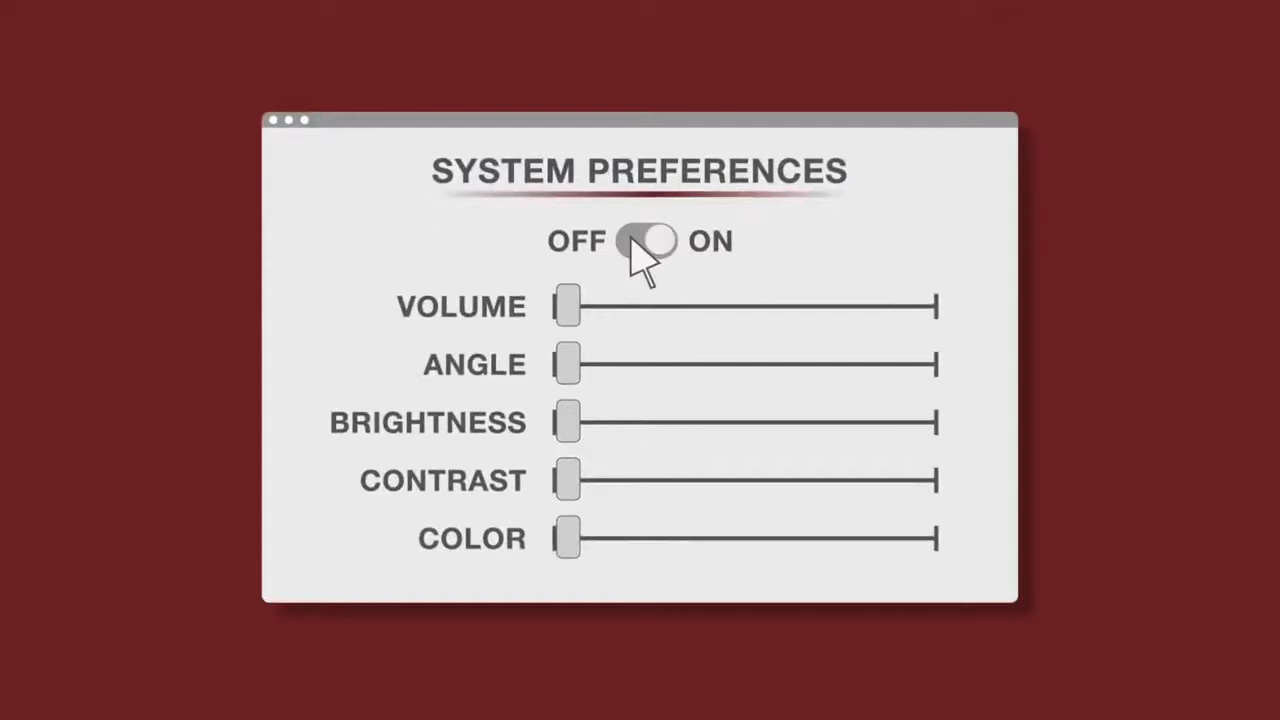 SYSTEM PREFERENCES
OFF ON
VOLUME
ANGLE
BRIGHTNESS
CONTRAST
COLOR